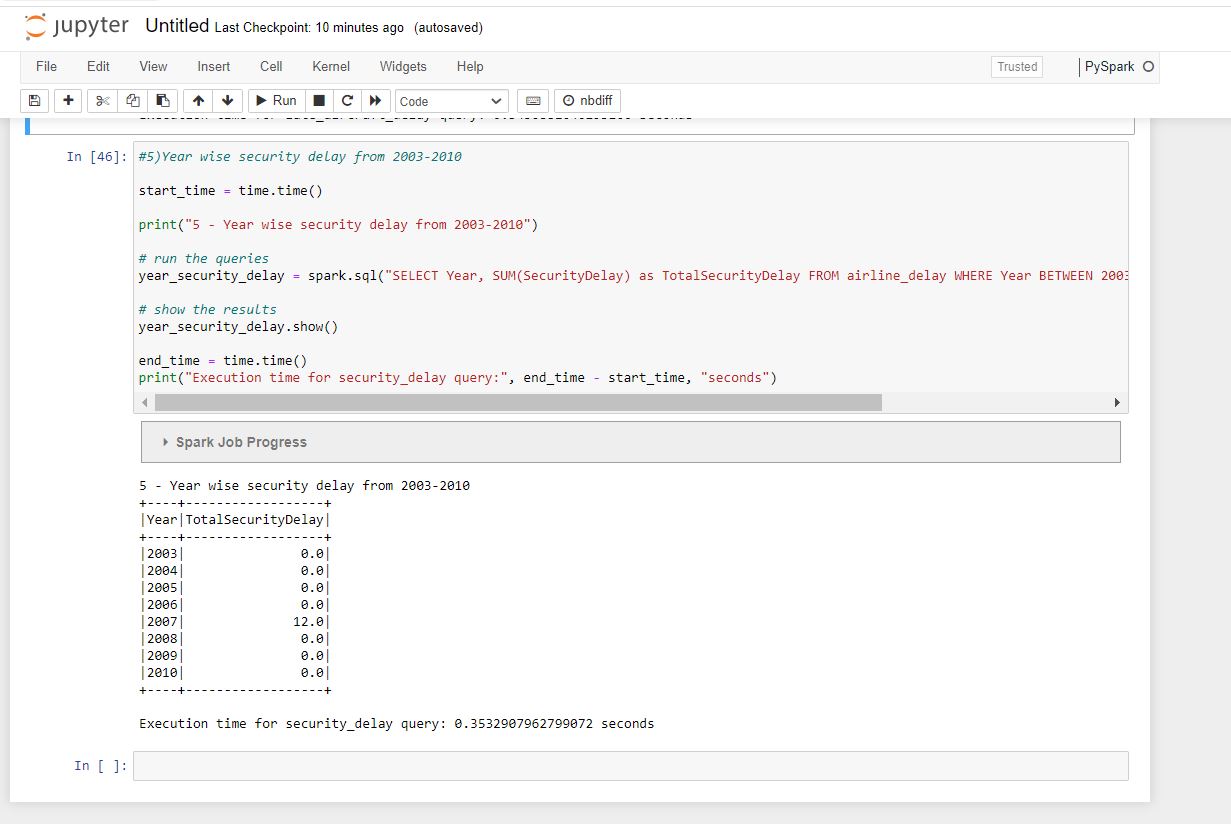 jupyter Untitled Last Checkpoint: 10 minutes ago (autosaved)
File Edit View Insert Cell Kernel Widgets Help Trusted PySpark
Run Code nbdiff
In [46]: #5)Year wise security delay from 2003-2010
start_time = time.time()
print("5 - Year wise security delay from 2003-2010")
# run the queries
year_security_delay = spark.sql("SELECT Year, SUM(SecurityDelay) as TotalSecurityDelay FROM airline_delay WHERE Year BETWEEN 2003
# show the results
year_security_delay.show()
end_time = time.time()
print("Execution time for security_delay query:", end_time - start_time, "seconds")
Spark Job Progress
5 - Year wise security delay from 2003-2010
+----+------------------+
|Year|TotalSecurityDelay|
+----+------------------+
|2003|               0.0|
|2004|               0.0|
|2005|               0.0|
|2006|               0.0|
|2007|              12.0|
|2008|               0.0|
|2009|               0.0|
|2010|               0.0|
+----+------------------+
Execution time for security_delay query: 0.3532907962799072 seconds
In [ ]: